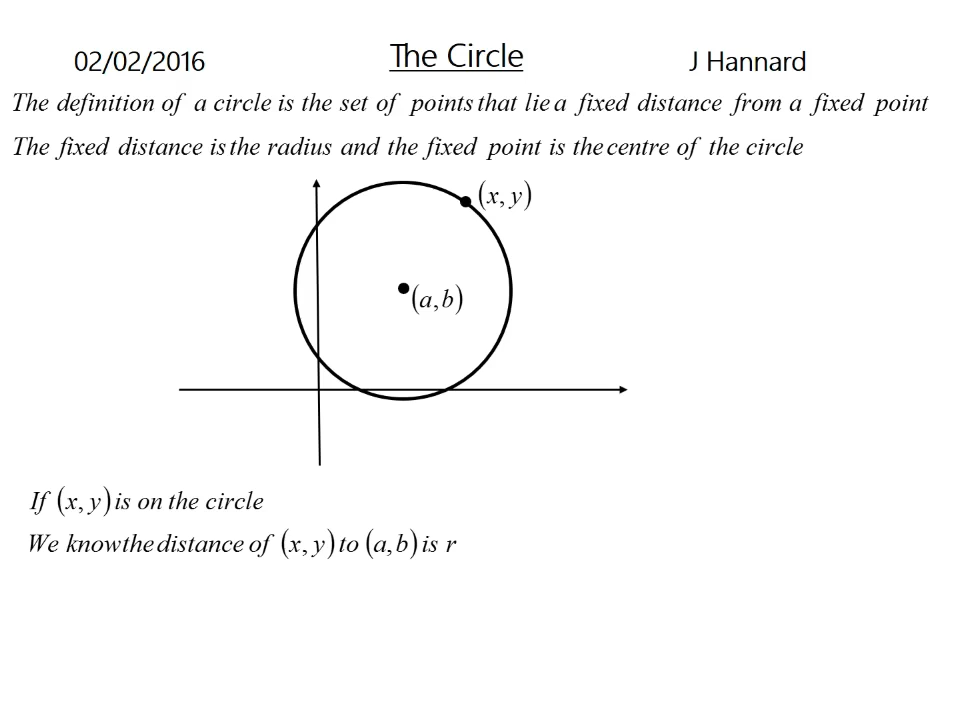 02/02/2016 The Circle J Hannard
The definition of a circle is the set of points that lie a fixed distance from a fixed point
The fixed distance is the radius and the fixed point is the centre of the circle
(x, y)
(a, b)
If (x, y) is on the circle
We know the distance of (x, y) to (a, b) is r